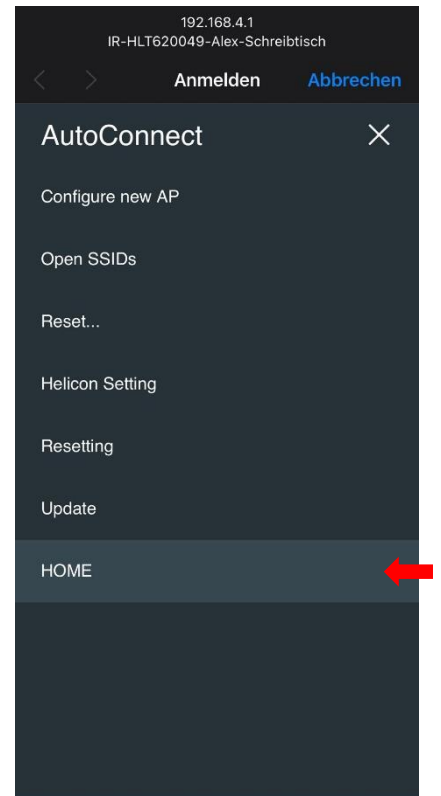 192.168.4.1
IR-HLT620049-Alex-Schreibtisch
Anmelden Abbrechen
AutoConnect
Configure new AP
Open SSIDs
Reset...
Helicon Setting
Resetting
Update
HOME